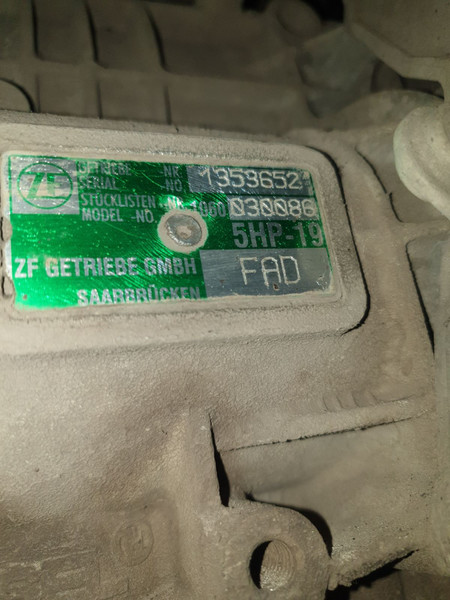 ZF
GETRIEBE -NR.
SERIAL -NO. 1353652
STÜCKLISTEN -NR.
MODEL -NO. 1060 030086
5HP-19
ZF GETRIEBE GMBH
FAD
SAARBRÜCKEN